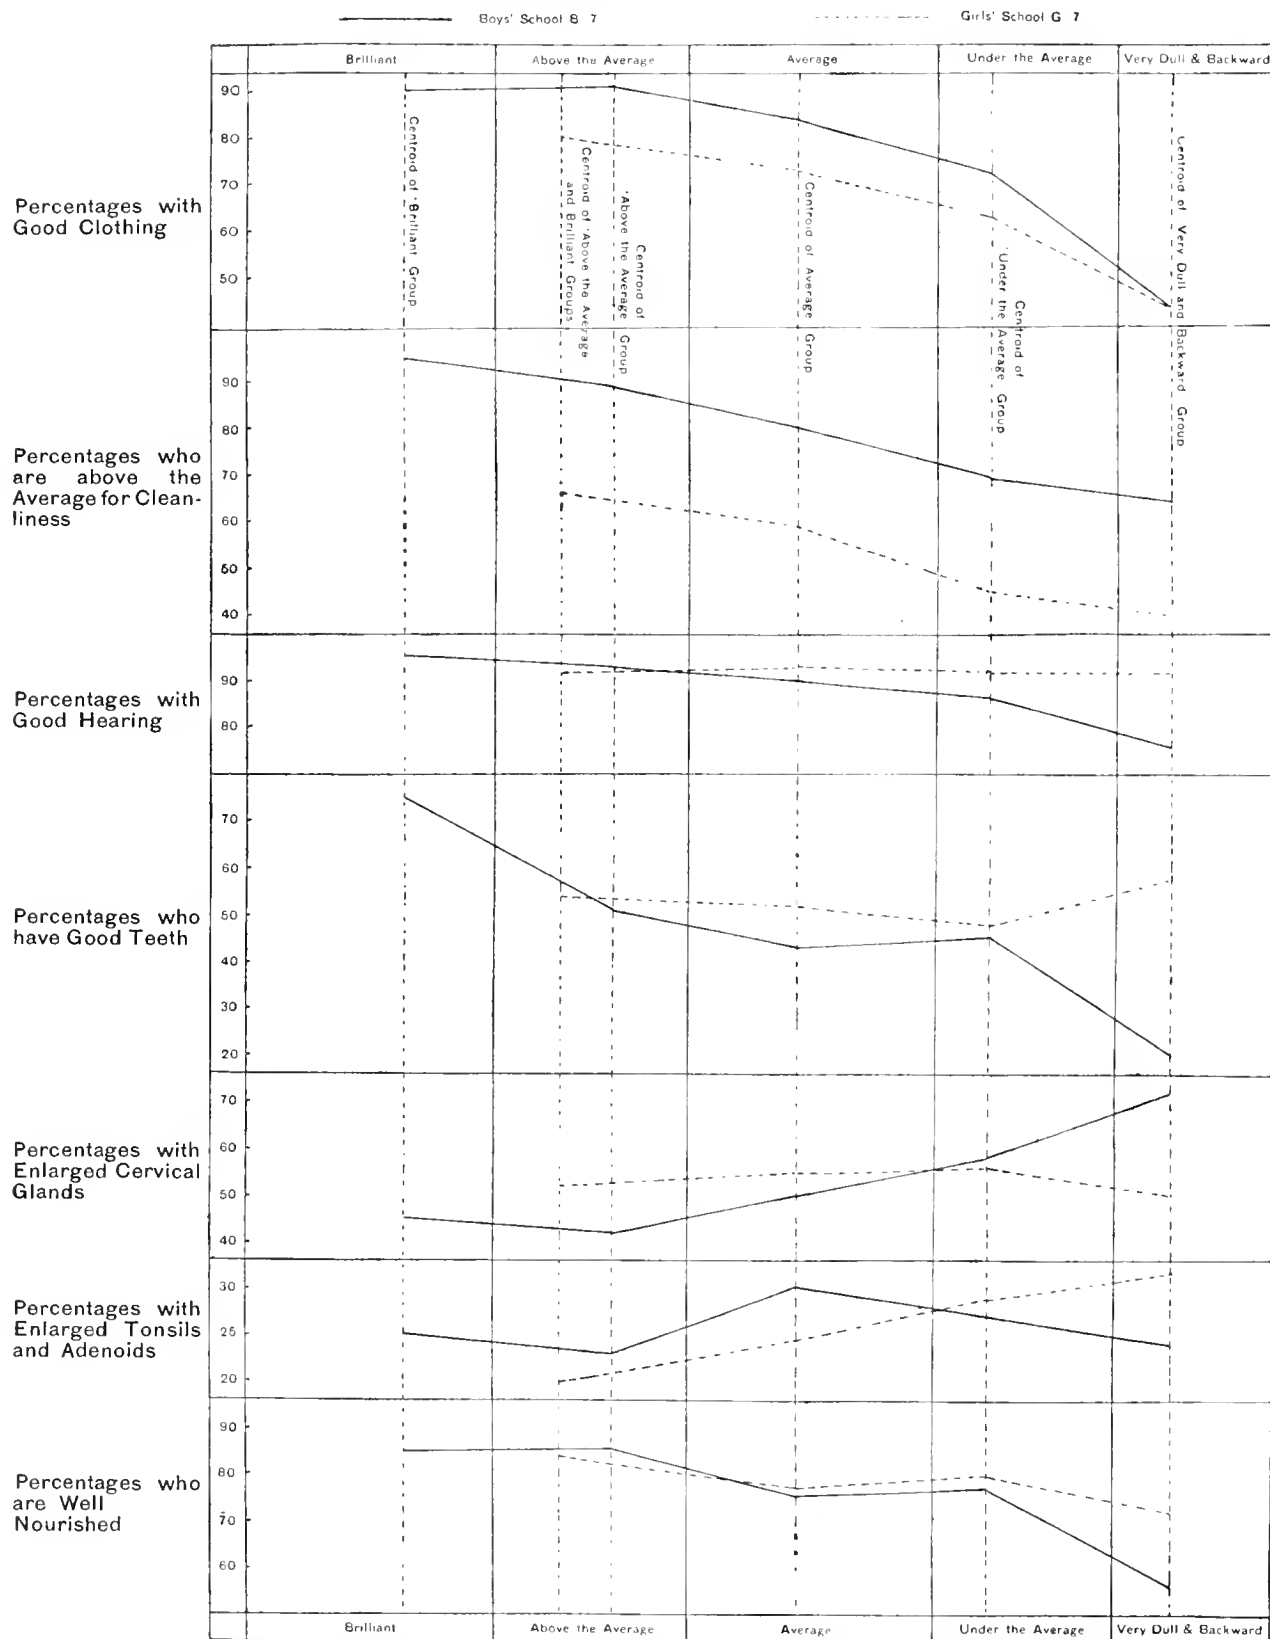 Boys' School B 7
Girls' School G 7
Brilliant
Above the Average
Average
Under the Average
Very Dull & Backward
Percentages with
Good Clothing
90
80
70
60
50
Centroid of 'Brilliant Group
Centroid of 'Above the Average
and Brilliant Groups
Centroid of
'Above the Average Group
Centroid of Average Group
Centroid of
'Under the Average Group
Centroid of Very Dull and Backward Group
Percentages who
are above the
Average for Clean-
liness
90
80
70
60
50
40
Percentages with
Good Hearing
90
80
Percentages who
have Good Teeth
70
60
50
40
30
20
Percentages with
Enlarged Cervical
Glands
70
60
50
40
Percentages with
Enlarged Tonsils
and Adenoids
30
25
20
Percentages who
are Well
Nourished
90
80
70
60
Brilliant
Above the Average
Average
Under the Average
Very Dull & Backward